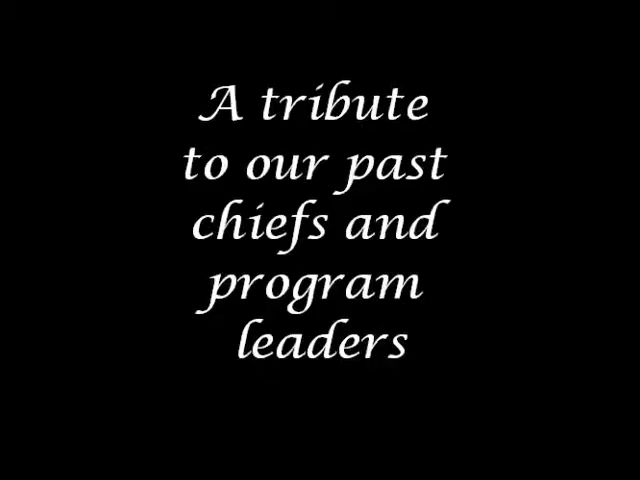 A tribute
to our past
chiefs and
program
leaders